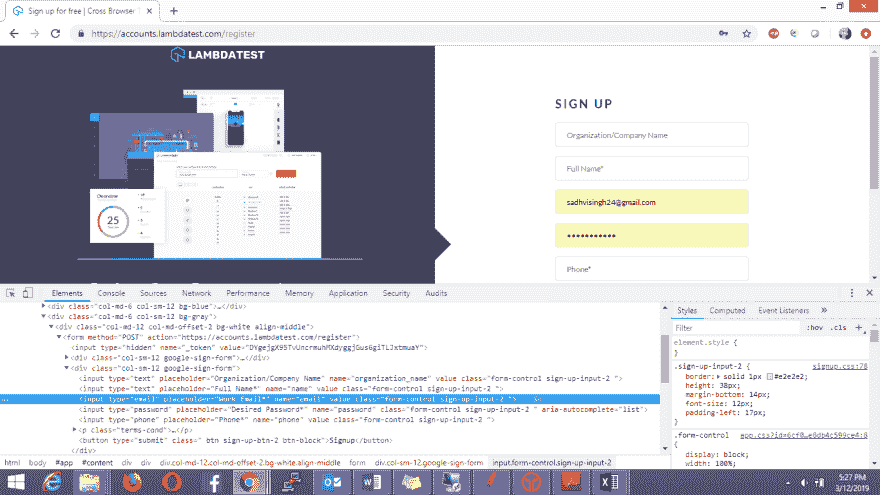 Sign up for free | Cross Browser
https://accounts.lambdatest.com/register
LAMBDATEST
Overview
25
SIGN UP
Organization/Company Name
Full Name*
sadhvisingh24@gmail.com
•••••••••••
Phone*
Elements Console Sources Network Performance Memory Application Security Audits
<div class="col-md-6 col-sm-12 bg-blue">…</div>
<div class="col-md-6 col-sm-12 bg-gray">
<div class="col-md-12 col-md-offset-2 bg-white align-middle">
<form method="POST" action="https://accounts.lambdatest.com/register">
<input type="hidden" name="_token" value=
<div class="col-sm-12 google-sign-form">…</div>
<div class="col-sm-12 google-sign-form">
<input type="text" placeholder="Organization/Company Name" name="organization_name" value class="form-control sign-up-input-2 ">
<input type="text" placeholder="Full Name*" name="name" value class="form-control sign-up-input-2 ">
<input type="email" placeholder="Work Email*" name="email" value class="form-control sign-up-input-2 ">
<input type="password" placeholder="Desired Password*" name="password" class="form-control sign-up-input-2 " aria-autocomplete="list">
<input type="phone" placeholder="Phone*" name="phone" value class="form-control sign-up-input-2 ">
<p class="terms-cond">…</p>
<button type="submit" class=" btn sign-up-btn-2 btn-block">Signup</button>
</div>
html body #app #content div div div.col-md-12.col-md-offset-2.bg-white.align-middle form div.col-sm-12.google-sign-form input.form-control.sign-up-input-2
Styles Computed Event Listeners »
Filter :hov .cls +
element.style {
}
.sign-up-input-2 { signup.css:78
border: solid 1px #e2e2e2;
height: 38px;
margin-bottom: 14px;
font-size: 12px;
padding-left: 17px;
}
.form-control {
display: block;
width: 100%;
5:27 PM
3/12/2019